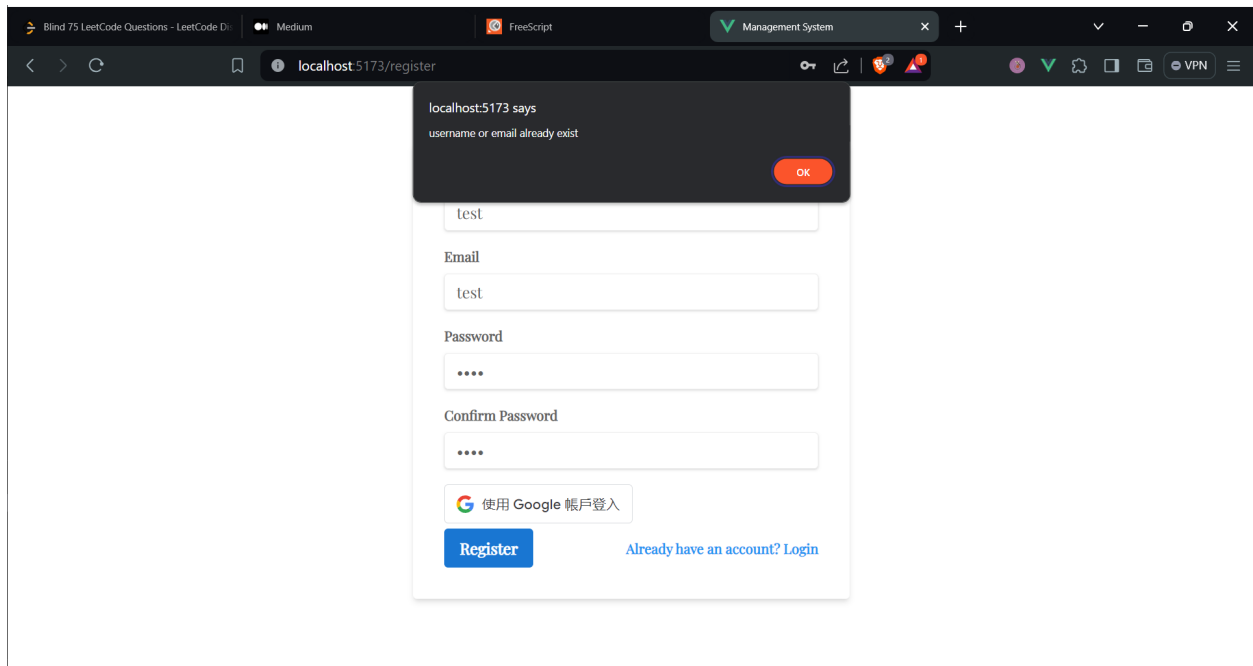 Blind 75 LeetCode Questions - LeetCode Dis
Medium
FreeScript
Management System
localhost:5173/register
VPN
localhost:5173 says
username or email already exist
OK
test
Email
test
Password
••••
Confirm Password
••••
使用 Google 帳戶登入
Register
Already have an account? Login